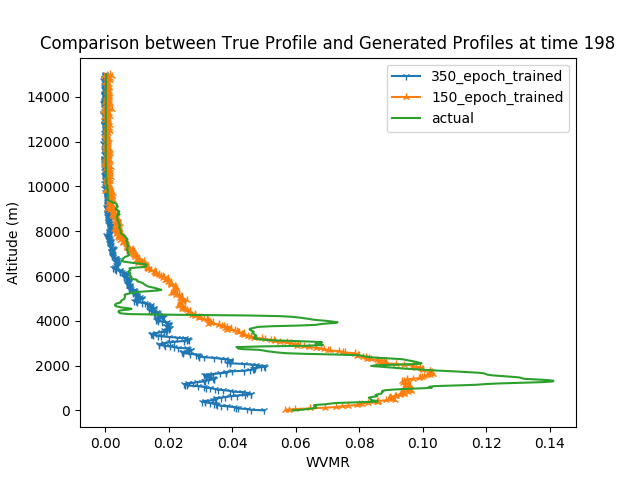 Comparison between True Profile and Generated Profiles at time 198
350_epoch_trained
150_epoch_trained
actual
14000
12000
10000
8000
6000
4000
2000
0
Altitude (m)
0.00 0.02 0.04 0.06 0.08 0.10 0.12 0.14
WVMR